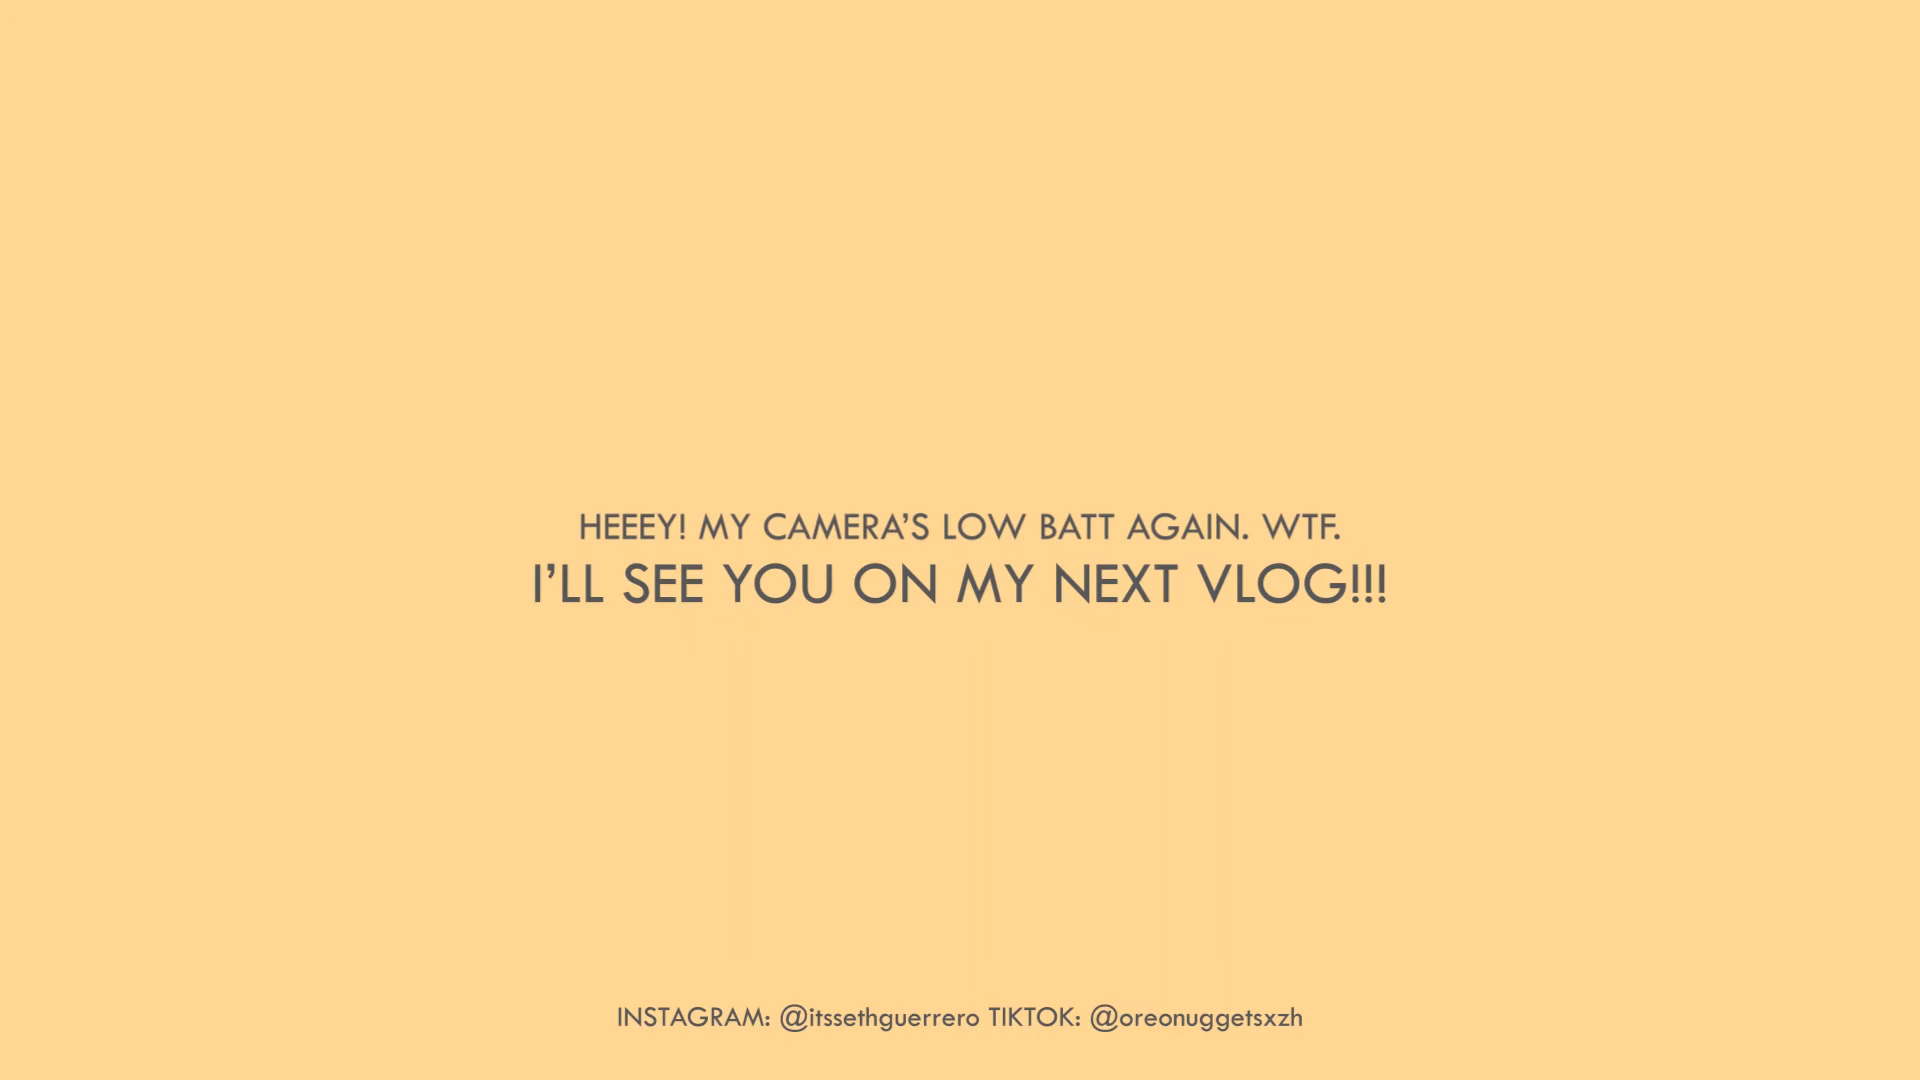 HEEEY! MY CAMERA’S LOW BATT AGAIN. WTF.
I’LL SEE YOU ON MY NEXT VLOG!!!
INSTAGRAM: @itssethguerrero TIKTOK: @oreonuggetsxzh